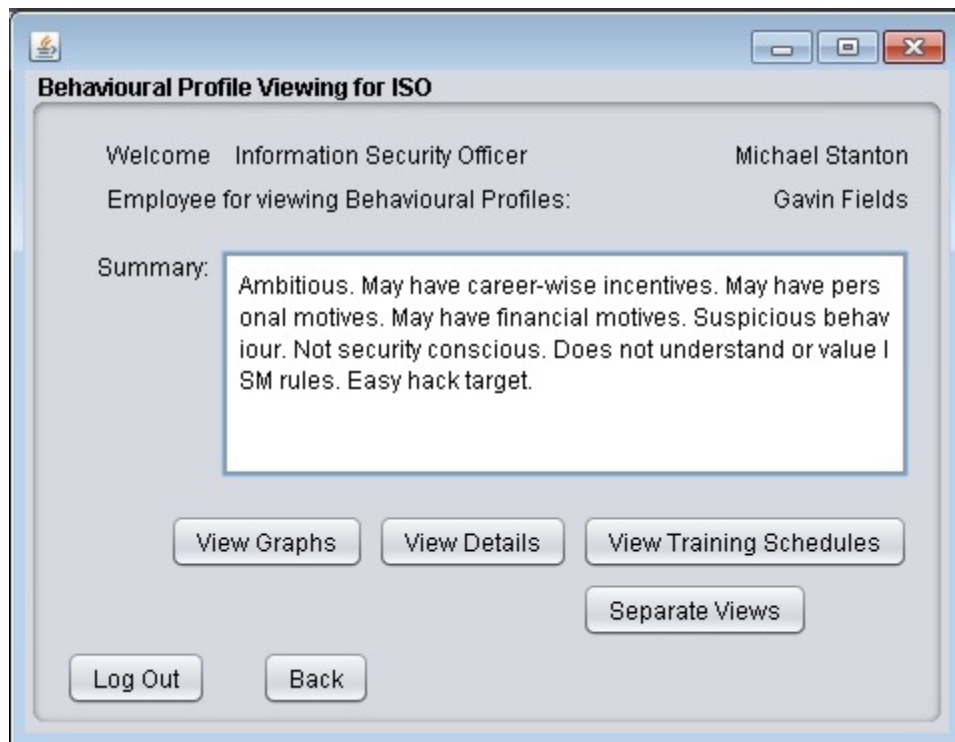 Behavioural Profile Viewing for ISO
Welcome Information Security Officer Michael Stanton
Employee for viewing Behavioural Profiles: Gavin Fields
Summary:
Ambitious. May have career-wise incentives. May have pers
onal motives. May have financial motives. Suspicious behav
iour. Not security conscious. Does not understand or value I
SM rules. Easy hack target.
View Graphs View Details View Training Schedules
Separate Views
Log Out Back